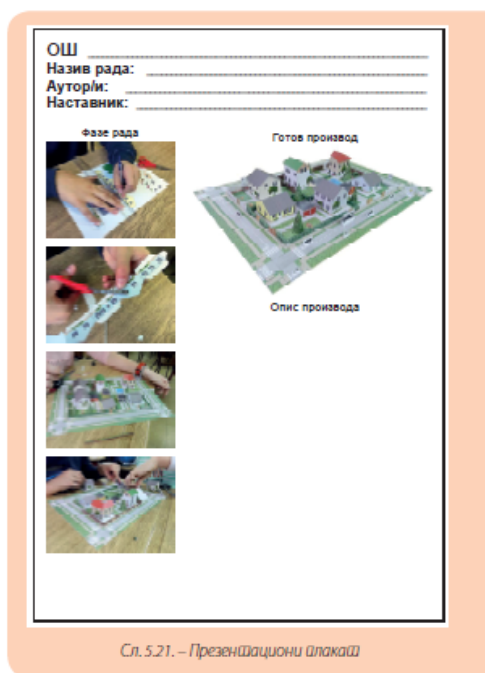 ОШ
Назив рада:
Аутор/и:
Наставник:
Фазе рада
Готов производ
Опис производа
Сл. 5.21. – Презентациони плакат